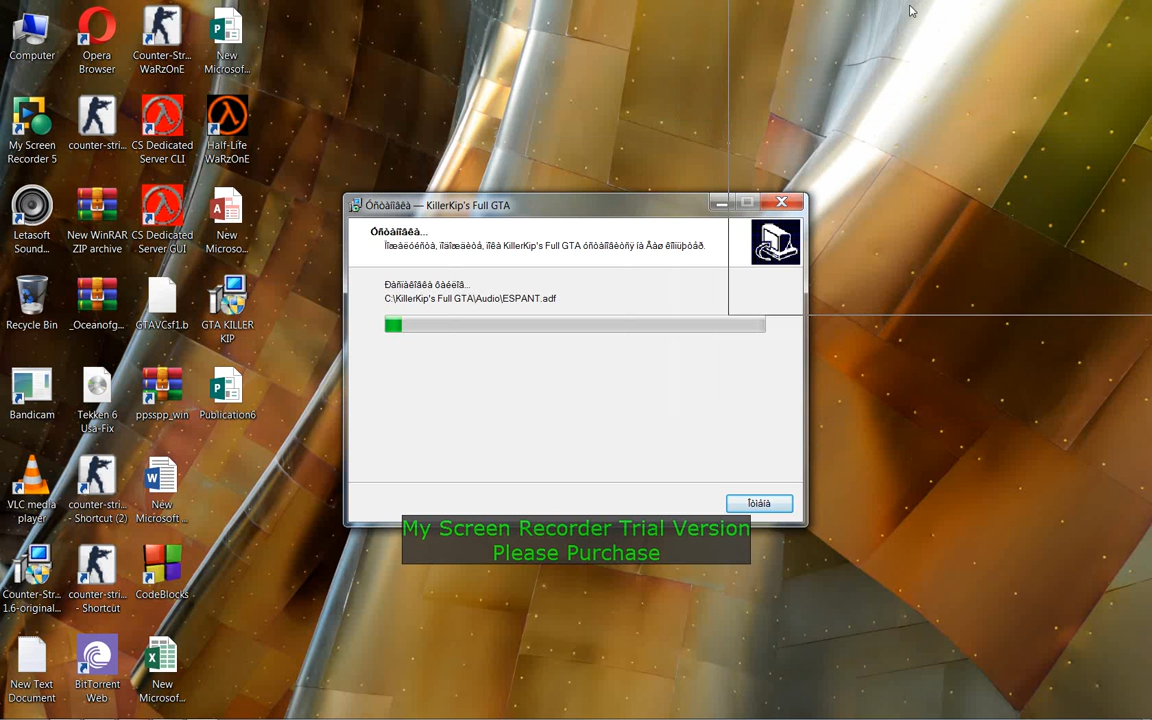 Computer
Opera
Browser
Counter-Str...
WaRzOnE
New
Microsof...
My Screen
Recorder 5
counter-stri...
CS Dedicated
Server CLI
Half-Life
WaRzOnE
Letasoft
Sound...
New WinRAR
ZIP archive
CS Dedicated
Server GUI
New
Microso...
Recycle Bin
_Oceanofg...
GTAVCsf1.b
GTA KILLER
KIP
Bandicam
Tekken 6
Usa-Fix
ppsspp_win
Publication6
VLC media
player
counter-stri...
- Shortcut (2)
New
Microsoft ...
Counter-Str...
1.6-original...
counter-stri...
- Shortcut
CodeBlocks
New Text
Document
BitTorrent
Web
New
Microsof...
Óñòàíîâêà — KillerKip's Full GTA
Óñòàíîâêà...
Ïîæàëóéñòà, ïîäîæäèòå, ïîêà KillerKip's Full GTA óñòàíîâèòñÿ íà Âàø êîìïüþòåð.
Ðàñïàêîâêà ôàéëîâ...
C:\KillerKip's Full GTA\Audio\ESPANT.adf
Îòìåíà
My Screen Recorder Trial Version
Please Purchase